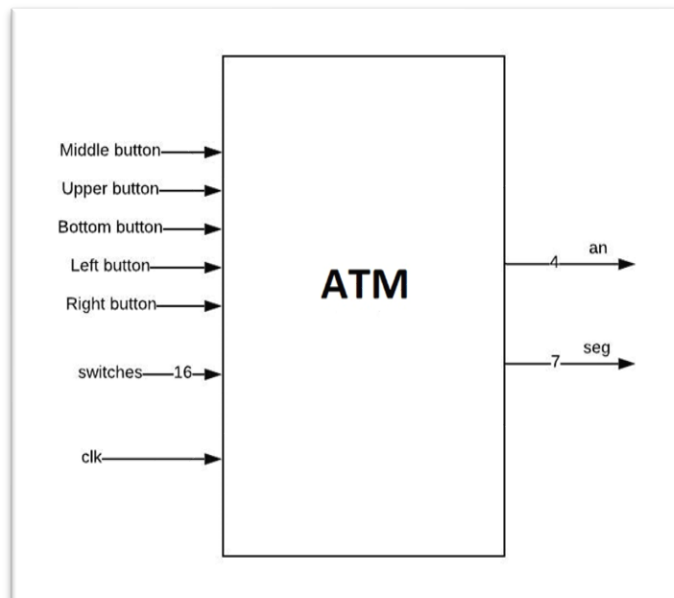 Middle button
Upper button
Bottom button
Left button
Right button
switches 16
clk
ATM
4 an
7 seg